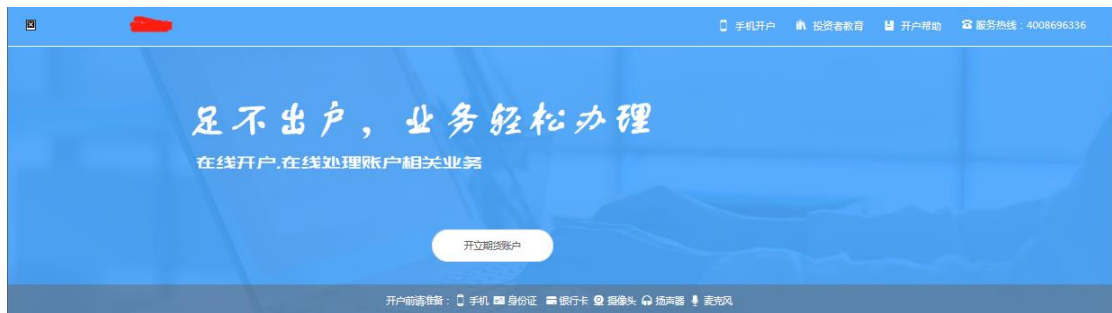 手机开户 投资者教育 开户帮助 服务热线：4008696336
足不出户，业务轻松办理
在线开户.在线处理账户相关业务
开立期货账户
开户前请准备： 手机 身份证 银行卡 摄像头 扬声器 麦克风